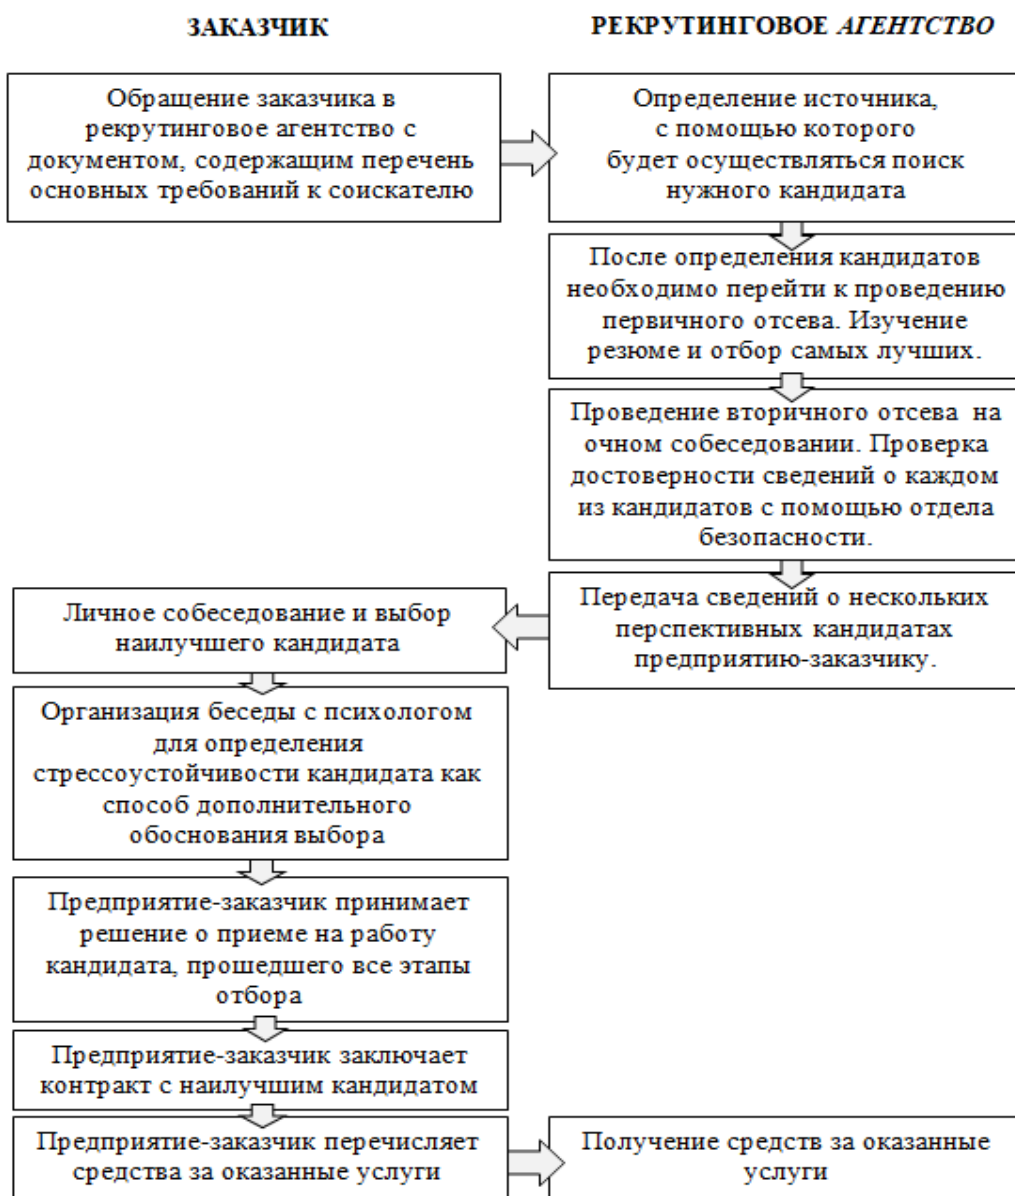 ЗАКАЗЧИК
РЕКРУТИНГОВОЕ АГЕНТСТВО
Обращение заказчика в
рекрутинговое агентство с
документом, содержащим перечень
основных требований к соискателю
Определение источника,
с помощью которого
будет осуществляться поиск
нужного кандидата
После определения кандидатов
необходимо перейти к проведению
первичного отсева. Изучение
резюме и отбор самых лучших.
Проведение вторичного отсева на
очном собеседовании. Проверка
достоверности сведений о каждом
из кандидатов с помощью отдела
безопасности.
Передача сведений о нескольких
перспективных кандидатах
предприятию-заказчику.
Личное собеседование и выбор
наилучшего кандидата
Организация беседы с психологом
для определения
стрессоустойчивости кандидата как
способ дополнительного
обоснования выбора
Предприятие-заказчик принимает
решение о приеме на работу
кандидата, прошедшего все этапы
отбора
Предприятие-заказчик заключает
контракт с наилучшим кандидатом
Предприятие-заказчик перечисляет
средства за оказанные услуги
Получение средств за оказанные
услуги